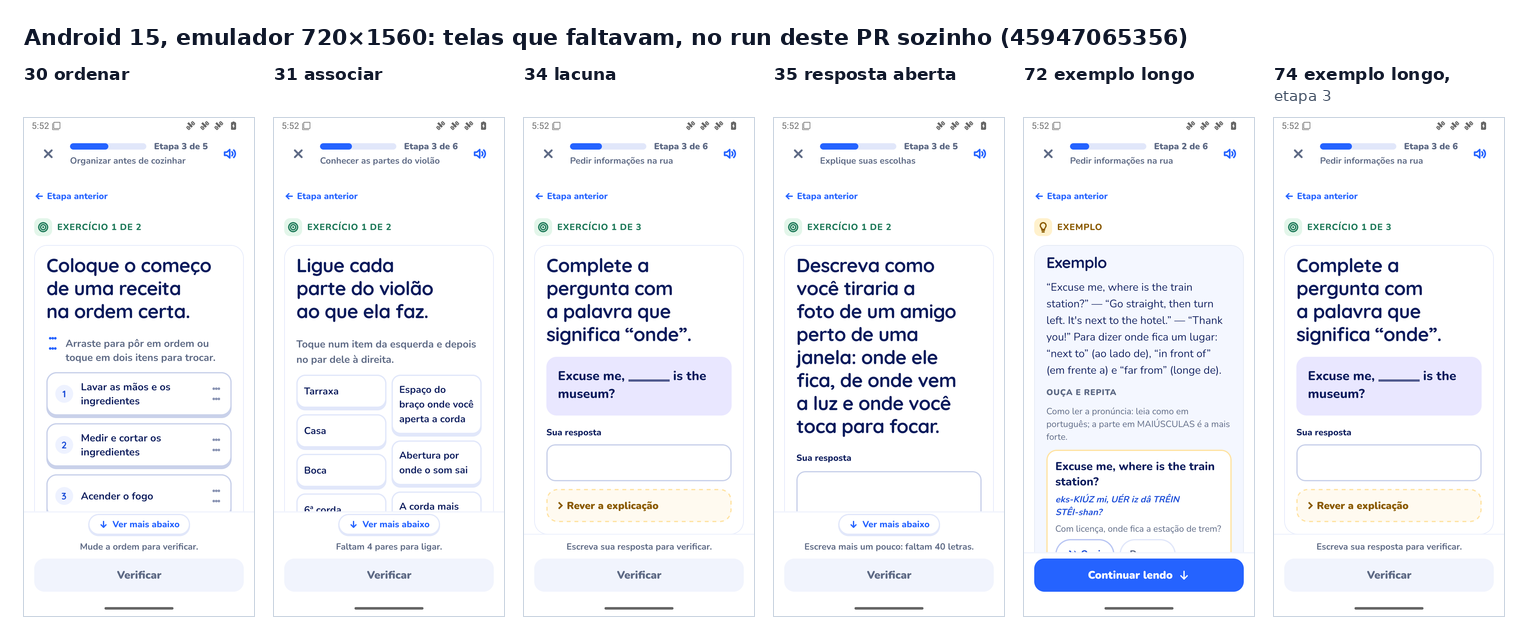 Android 15, emulador 720×1560: telas que faltavam, no run deste PR sozinho (45947065356)
30 ordenar
5:52
Etapa 3 de 5
Organizar antes de cozinhar
← Etapa anterior
EXERCÍCIO 1 DE 2
Coloque o começo
de uma receita
na ordem certa.
Arraste para pôr em ordem ou
toque em dois itens para trocar.
1
Lavar as mãos e os
ingredientes
2
Medir e cortar os
ingredientes
3
Acender o fogo
↓ Ver mais abaixo
Mude a ordem para verificar.
Verificar
31 associar
5:52
Etapa 3 de 6
Conhecer as partes do violão
← Etapa anterior
EXERCÍCIO 1 DE 2
Ligue cada
parte do violão
ao que ela faz.
Toque num item da esquerda e depois
no par dele à direita.
Tarraxa
Casa
Boca
6ª corda
Espaço do
braço onde você
aperta a corda
Abertura por
onde o som sai
A corda mais
↓ Ver mais abaixo
Faltam 4 pares para ligar.
Verificar
34 lacuna
5:52
Etapa 3 de 6
Pedir informações na rua
← Etapa anterior
EXERCÍCIO 1 DE 3
Complete a
pergunta com
a palavra que
significa “onde”.
Excuse me, ______ is the
museum?
Sua resposta
Rever a explicação
Escreva sua resposta para verificar.
Verificar
35 resposta aberta
5:52
Etapa 3 de 5
Explique suas escolhas
← Etapa anterior
EXERCÍCIO 1 DE 2
Descreva como
você tiraria a
foto de um amigo
perto de uma
janela: onde ele
fica, de onde vem
a luz e onde você
toca para focar.
Sua resposta
↓ Ver mais abaixo
Escreva mais um pouco: faltam 40 letras.
Verificar
72 exemplo longo
5:52
Etapa 2 de 6
Pedir informações na rua
← Etapa anterior
EXEMPLO
Exemplo
“Excuse me, where is the train
station?” — “Go straight, then turn
left. It's next to the hotel.” — “Thank
you!” Para dizer onde fica um lugar:
“next to” (ao lado de), “in front of”
(em frente a) e “far from” (longe de).
OUÇA E REPITA
Como ler a pronúncia: leia como em
português; a parte em MAIÚSCULAS é a mais
forte.
Excuse me, where is the train
station?
eks-KIÚZ mi, UÉR iz dâ TRÊIN
STÊI-shan?
Com licença, onde fica a estação de trem?
Continuar lendo ↓
74 exemplo longo,
etapa 3
5:52
Etapa 3 de 6
Pedir informações na rua
← Etapa anterior
EXERCÍCIO 1 DE 3
Complete a
pergunta com
a palavra que
significa “onde”.
Excuse me, ______ is the
museum?
Sua resposta
Rever a explicação
Escreva sua resposta para verificar.
Verificar